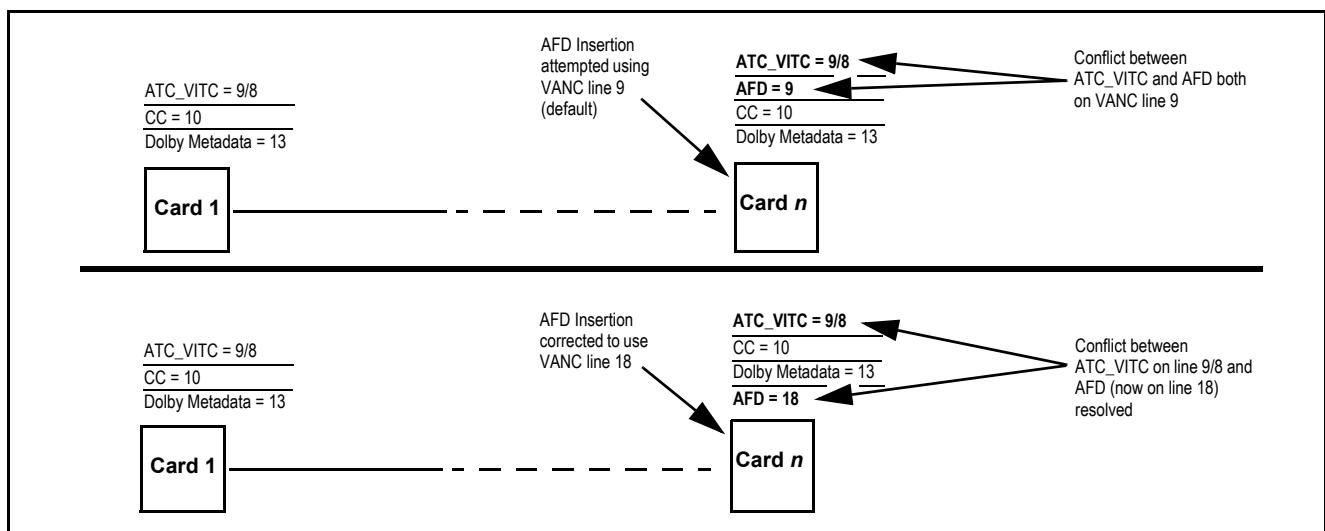 AFD Insertion
attempted using
VANC line 9
(default)
ATC_VITC = 9/8
CC = 10
Dolby Metadata = 13
Card 1
ATC_VITC = 9/8
AFD = 9
CC = 10
Dolby Metadata = 13
Card n
Conflict between
ATC_VITC and AFD both
on VANC line 9
ATC_VITC = 9/8
CC = 10
Dolby Metadata = 13
Card 1
AFD Insertion
corrected to use
VANC line 18
ATC_VITC = 9/8
CC = 10
Dolby Metadata = 13
AFD = 18
Card n
Conflict between
ATC_VITC on line 9/8 and
AFD (now on line 18)
resolved